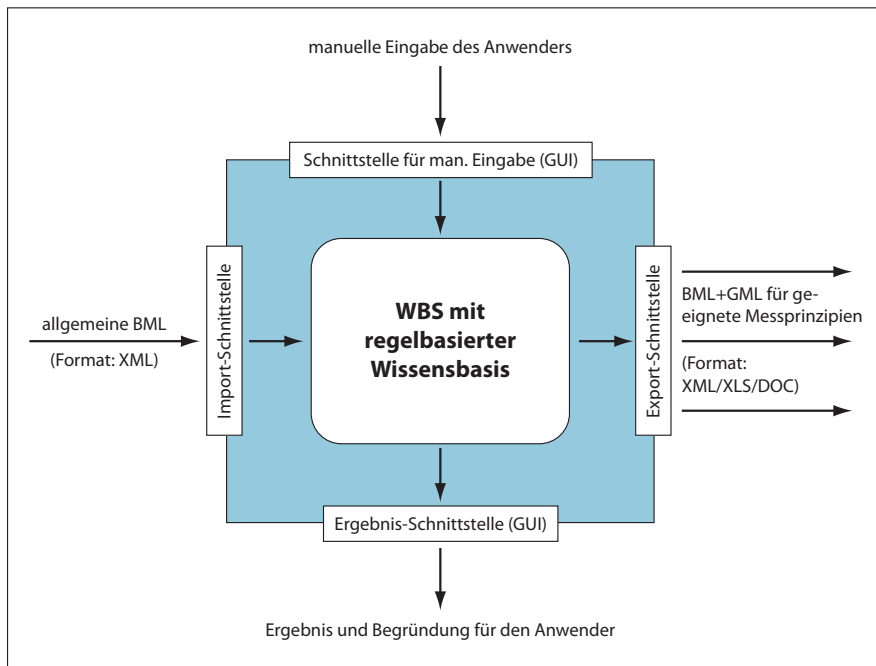 manuelle Eingabe des Anwenders
Schnittstelle für man. Eingabe (GUI)
allgemeine BML
(Format: XML)
Import-Schnittstelle
WBS mit
regelbasierter
Wissensbasis
Export-Schnittstelle
BML+GML für ge-
eignete Messprinzipien
(Format:
XML/XLS/DOC)
Ergebnis-Schnittstelle (GUI)
Ergebnis und Begründung für den Anwender